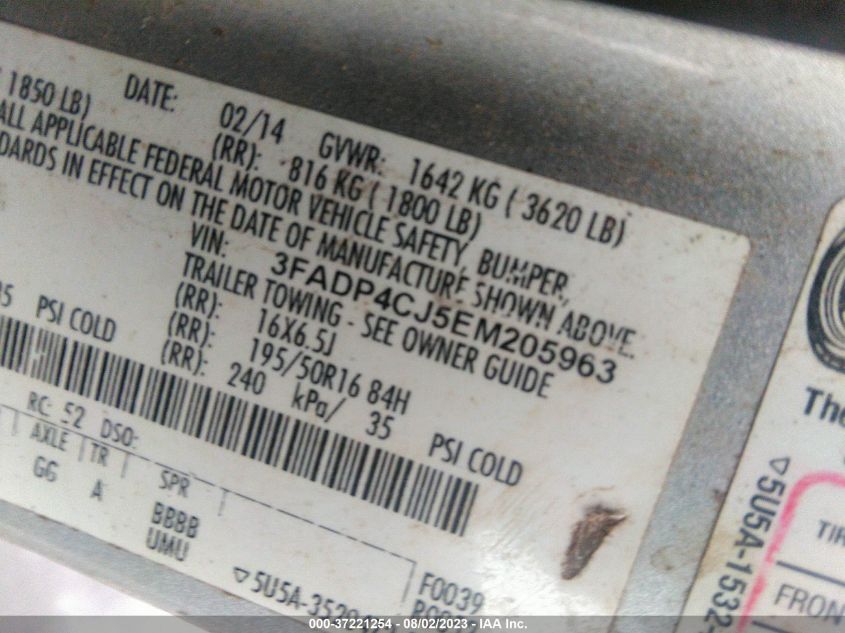 1850 LB)
DATE: 02/14 GVWR: 1642 KG ( 3620 LB)
(RR): 816 KG ( 1800 LB)
ALL APPLICABLE FEDERAL MOTOR VEHICLE SAFETY, BUMPER,
IN EFFECT ON THE DATE OF MANUFACTURE SHOWN ABOVE.
VIN: 3FADP4CJ5EM205963
TRAILER TOWING - SEE OWNER GUIDE
(RR): 16X6.5J
(RR): 195/50R16 84H
(RR): 240 kPa/ 35 PSI COLD
PSI COLD
RC: 52 DSO:
AXLE TR SPR
GG A BBBB
UMU
F0039
5U5A-3520
5U5A-1532
The
TIR
FRON
000-37221254 - 08/02/2023 - IAA Inc.